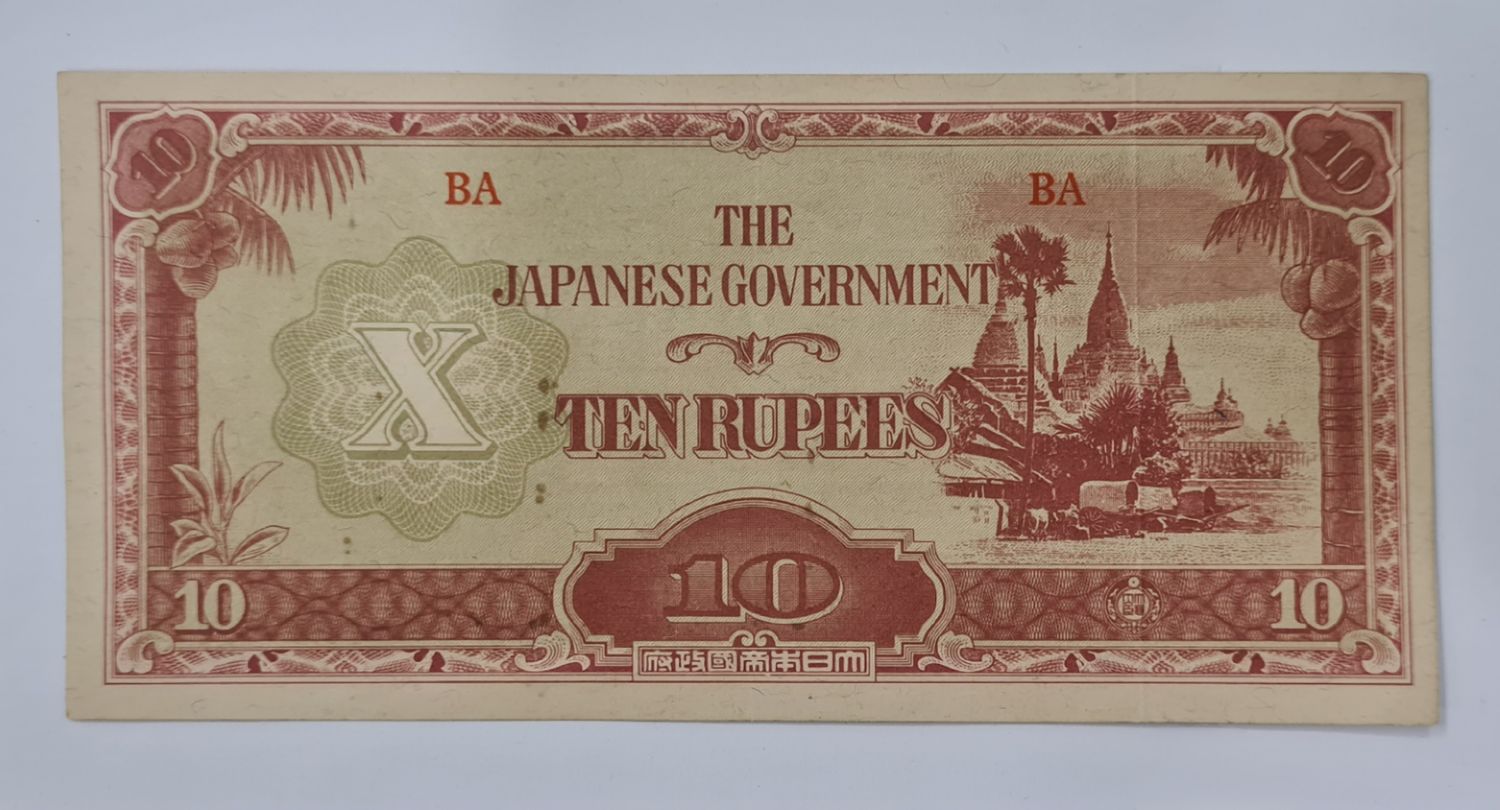 10 10
BA BA
THE
JAPANESE GOVERNMENT
X
TEN RUPEES
10
10 10
大日本帝國政府